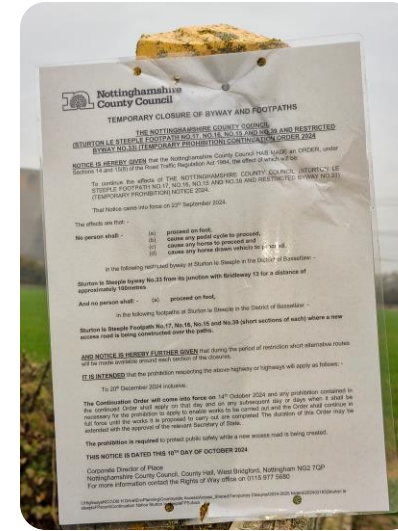 Nottinghamshire
County Council
TEMPORARY CLOSURE OF BYWAY AND FOOTPATHS
THE NOTTINGHAMSHIRE COUNTY COUNCIL
(STURTON LE STEEPLE FOOTPATH NO.17, NO.16, NO.15 AND NO.39 AND RESTRICTED
BYWAY NO.33) (TEMPORARY PROHIBITION) CONTINUATION ORDER 2024
NOTICE IS HEREBY GIVEN that the Nottinghamshire County Council HAS MADE an ORDER, under
Sections 14 and 15(5) of the Road Traffic Regulation Act 1984, the effect of which will be:
To continue the effects of THE NOTTINGHAMSHIRE COUNTY COUNCIL (STURTON LE
STEEPLE FOOTPATH NO.17, NO.16, NO.15 AND NO.39 AND RESTRICTED BYWAY NO.33)
(TEMPORARY PROHIBITION) NOTICE 2024.
That Notice came into force on 23rd September 2024.
The effects are that: -
No person shall: - (a) proceed on foot,
(b) cause any pedal cycle to proceed,
(c) cause any horse to proceed and
(d) cause any horse drawn vehicle to proceed.
in the following restricted byway at Sturton le Steeple in the District of Bassetlaw: -
Sturton le Steeple Byway No.33 from its junction with Bridleway 13 for a distance of
approximately 190metres
And no person shall: - (a) proceed on foot,
in the following footpaths at Sturton le Steeple in the District of Bassetlaw: -
Sturton le Steeple Footpath No.17, No.16, No.15 and No.39 (short sections of each) where a new
access road is being constructed over the paths.
AND NOTICE IS HEREBY FURTHER GIVEN that during the period of restriction short alternative routes
will be made available around each section of the closures.
IT IS INTENDED that the prohibition respecting the above highway or highways will apply as follows: -
To 20th December 2024 inclusive.
The Continuation Order will come into force on 14th October 2024 and any prohibition contained in
the continued Order shall apply on that day and on any subsequent day or days when it shall be
necessary for the prohibition to apply to enable works to be carried out and the Order shall continue in
full force until the works it is proposed to carry out are completed The duration of this Order may be
extended with the approval of the relevant Secretary of State.
The prohibition is required to protect public safety while a new access road is being created.
THIS NOTICE IS DATED THIS 10TH DAY OF OCTOBER 2024
Corporate Director of Place
Nottinghamshire County Council, County Hall, West Bridgford, Nottingham NG2 7QP
For more information contact the Rights of Way office on 0115 977 5680